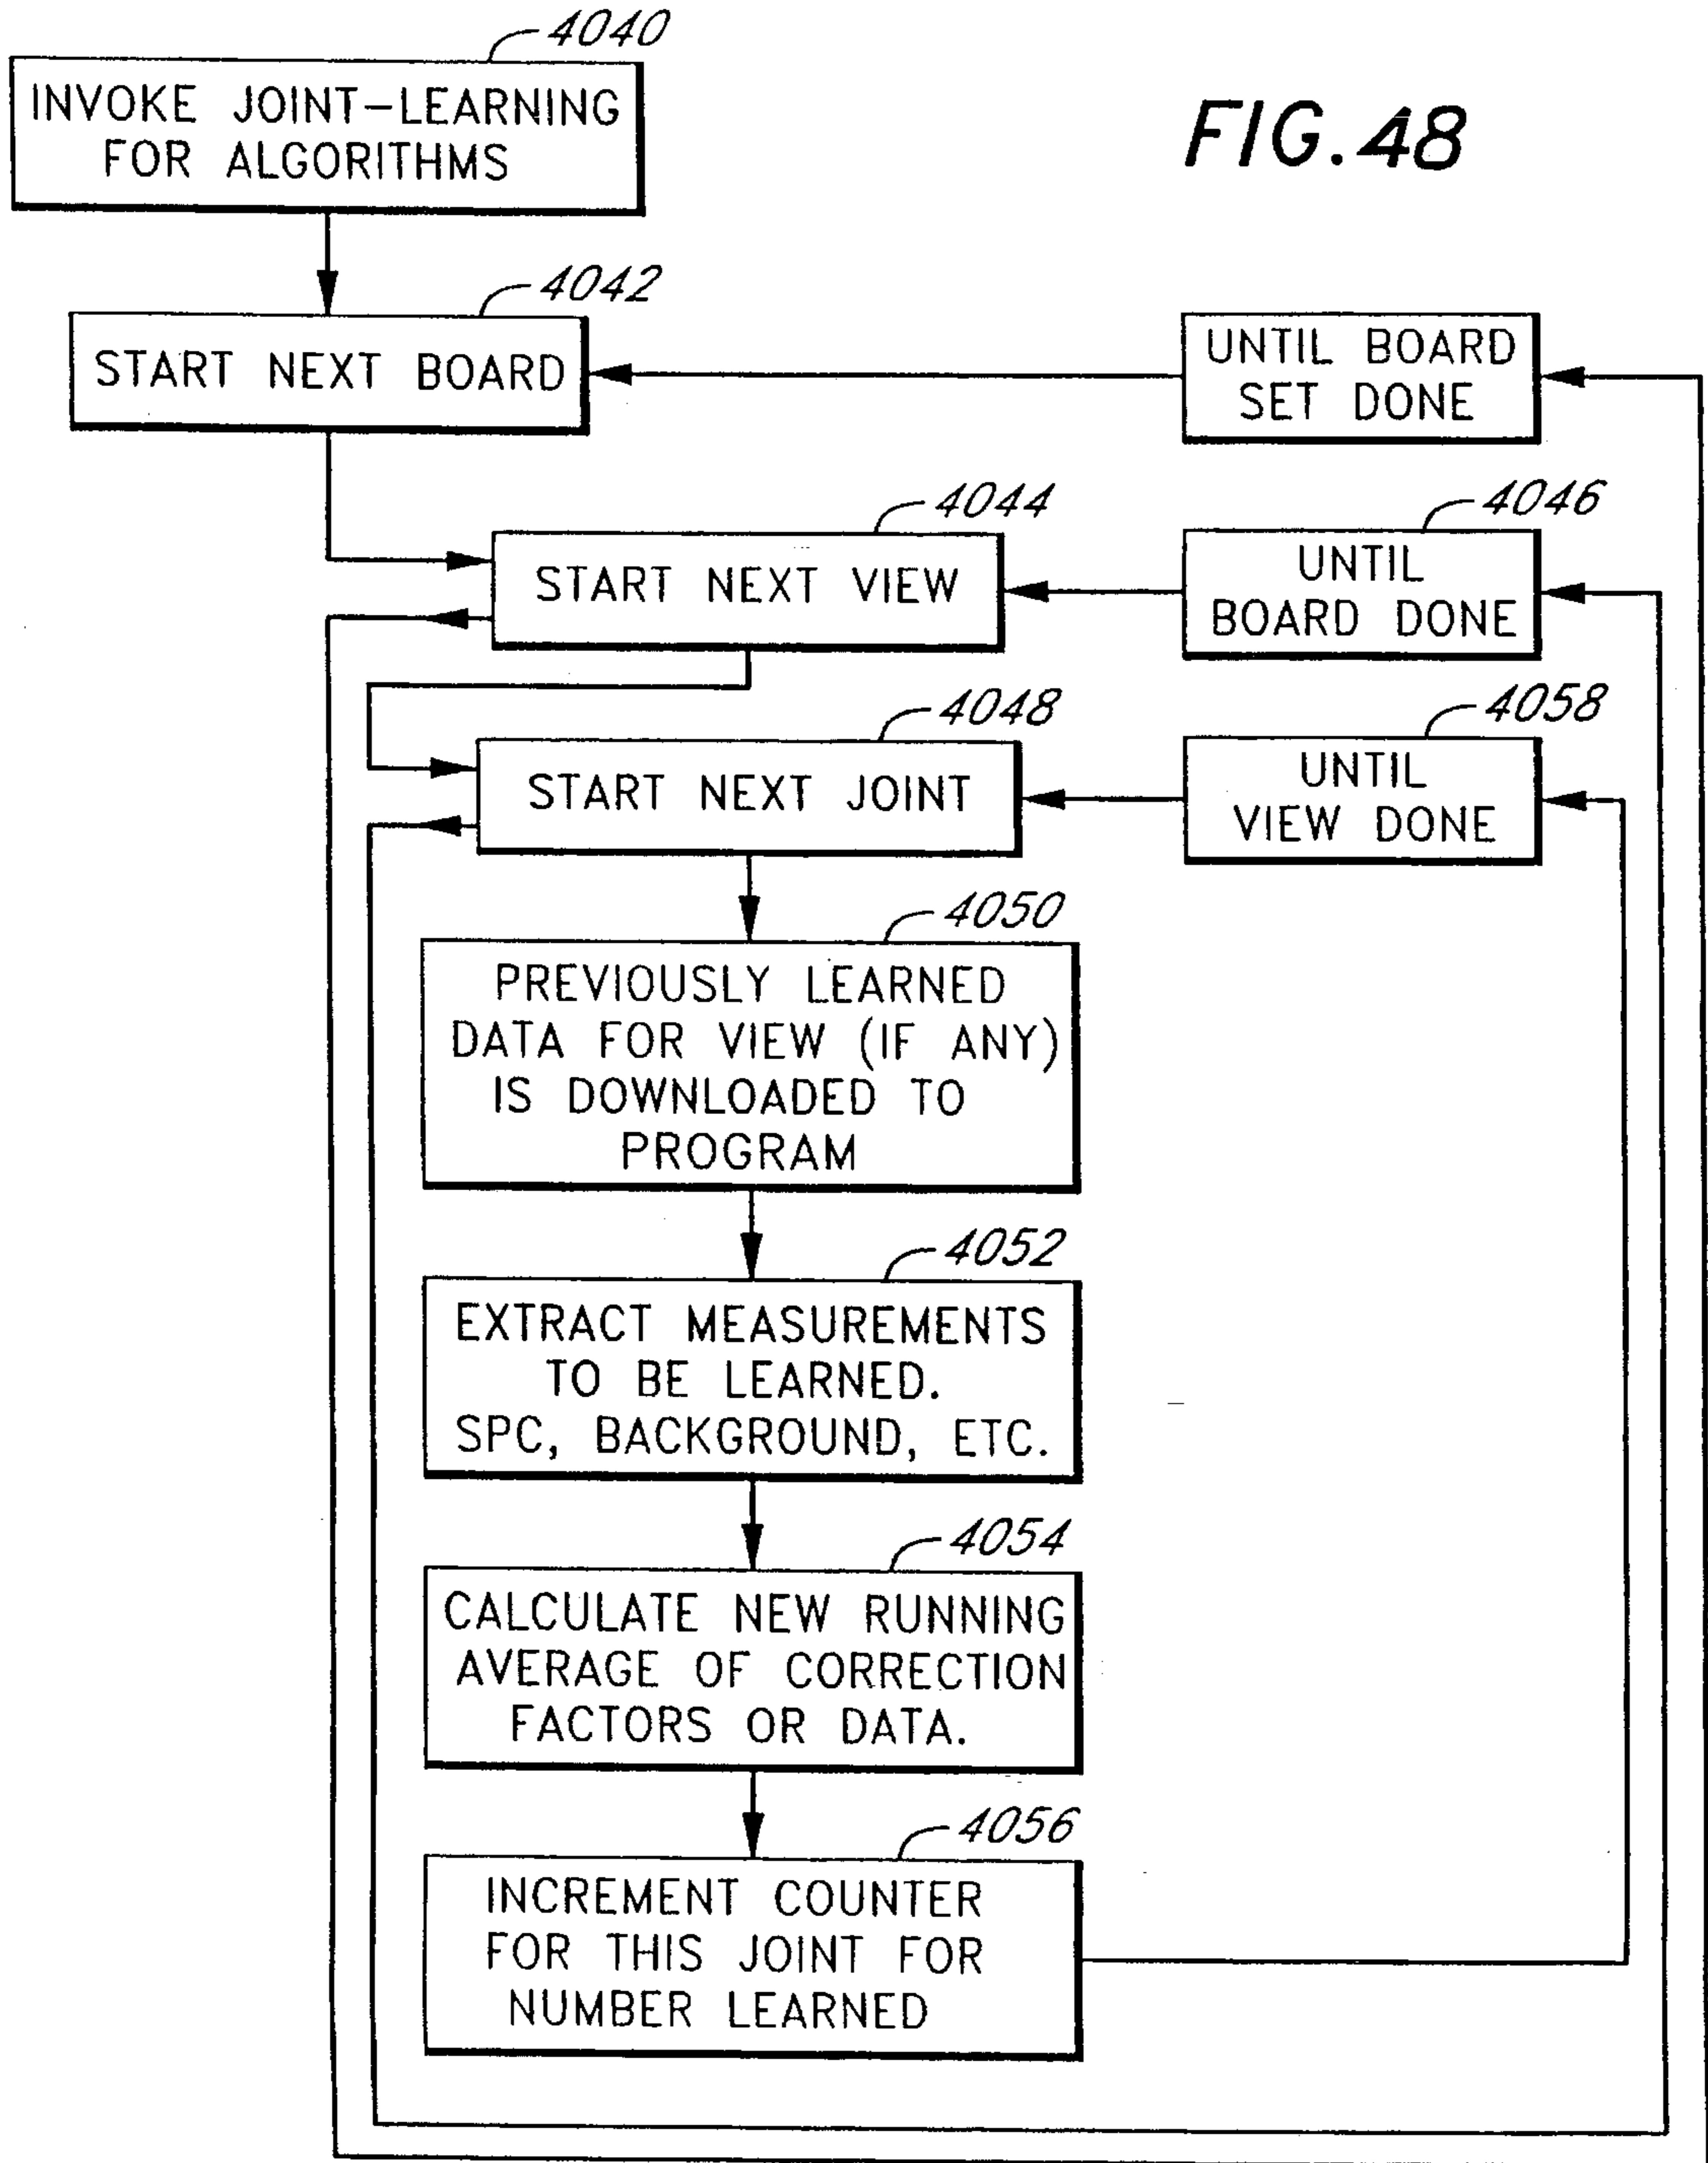 4040
INVOKE JOINT-LEARNING
FOR ALGORITHMS
FIG. 48
4042
START NEXT BOARD
UNTIL BOARD
SET DONE
4044
START NEXT VIEW
4046
UNTIL
BOARD DONE
4048
START NEXT JOINT
4058
UNTIL
VIEW DONE
4050
PREVIOUSLY LEARNED
DATA FOR VIEW (IF ANY)
IS DOWNLOADED TO
PROGRAM
4052
EXTRACT MEASUREMENTS
TO BE LEARNED.
SPC, BACKGROUND, ETC.
4054
CALCULATE NEW RUNNING
AVERAGE OF CORRECTION
FACTORS OR DATA.
4056
INCREMENT COUNTER
FOR THIS JOINT FOR
NUMBER LEARNED